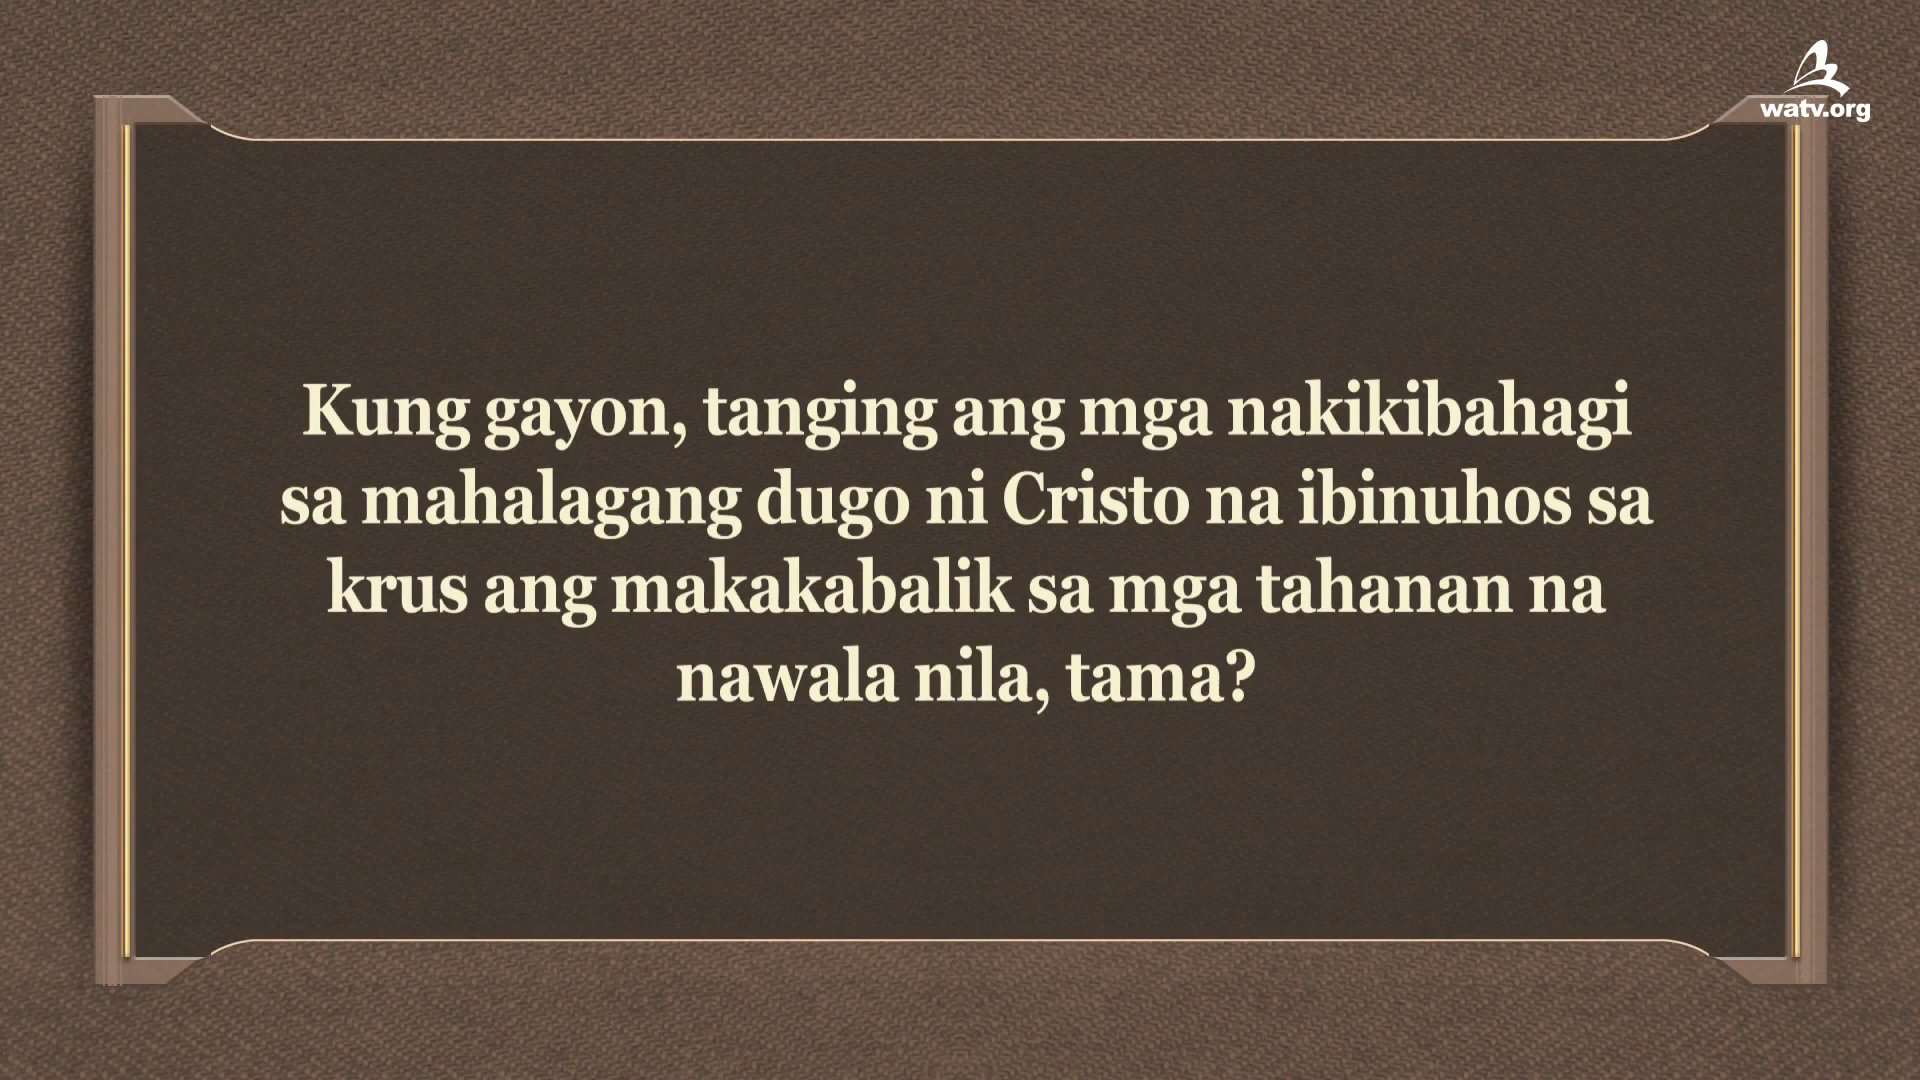 watv.org
Kung gayon, tanging ang mga nakikibahagi
sa mahalagang dugo ni Cristo na ibinuhos sa
krus ang makakabalik sa mga tahanan na
nawala nila, tama?